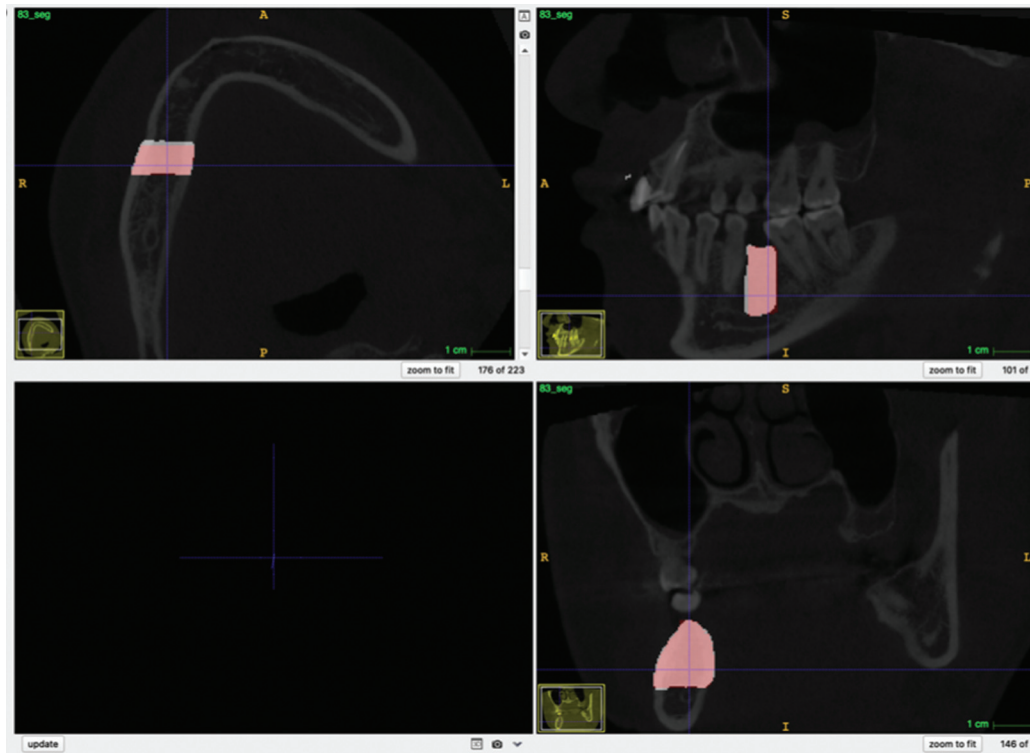 83_seg
A
A
R
L
P
1 cm
zoom to fit
176 of 223
83_seg
S
A
P
I
1 cm
zoom to fit
101 of
update
83_seg
S
R
L
I
1 cm
zoom to fit
146 of